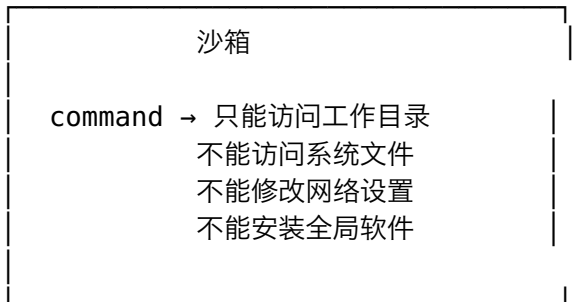 沙箱
command → 只能访问工作目录
不能访问系统文件
不能修改网络设置
不能安装全局软件